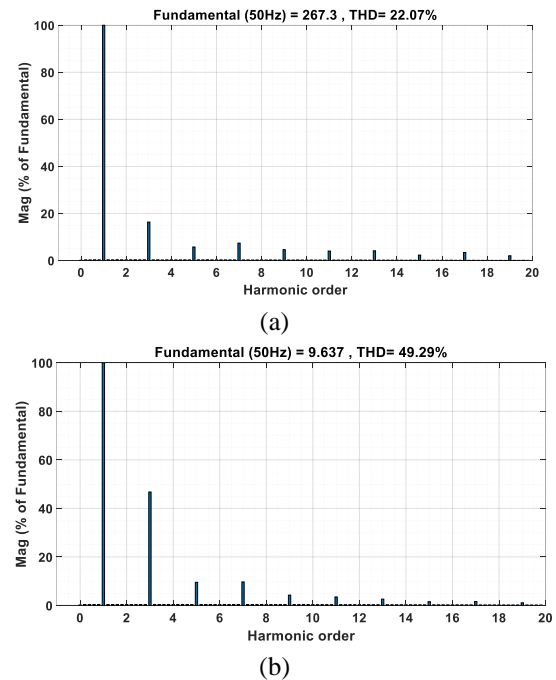 Fundamental (50Hz) = 267.3 , THD= 22.07%
100
80
60
40
20
0
Mag (% of Fundamental)
0 2 4 6 8 10 12 14 16 18 20
Harmonic order
(a)
Fundamental (50Hz) = 9.637 , THD= 49.29%
100
80
60
40
20
0
Mag (% of Fundamental)
0 2 4 6 8 10 12 14 16 18 20
Harmonic order
(b)